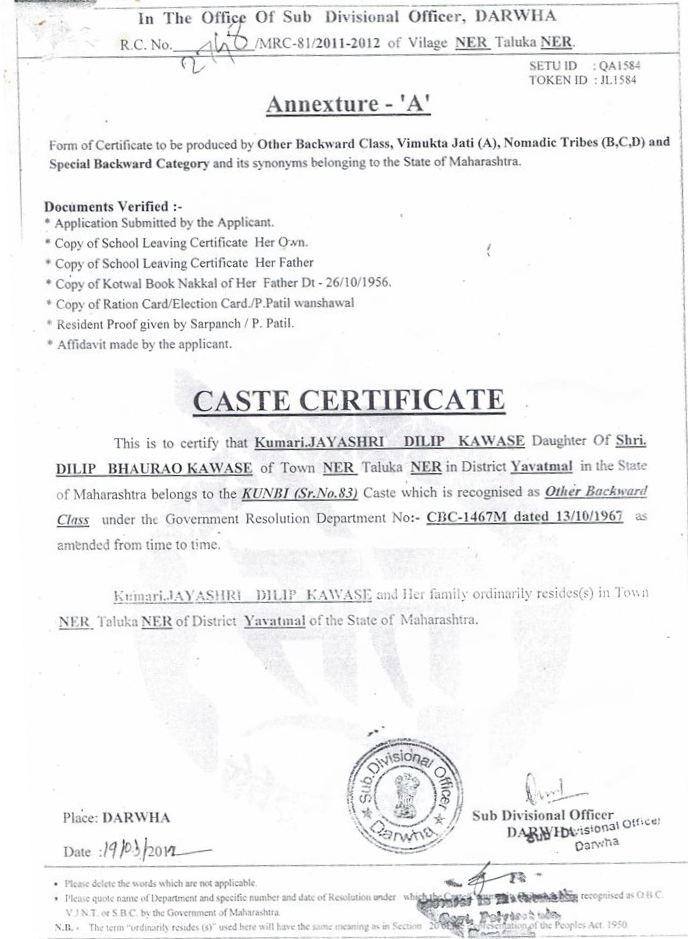 In The Office Of Sub Divisional Officer, DARWHA
R.C. No. 2748 /MRC-81/2011-2012 of Vilage NER Taluka NER.
SETU ID : QA1584
TOKEN ID : JL1584
Annexture - 'A'
Form of Certificate to be produced by Other Backward Class, Vimukta Jati (A), Nomadic Tribes (B,C,D) and
Special Backward Category and its synonyms belonging to the State of Maharashtra.
Documents Verified :-
* Application Submitted by the Applicant.
* Copy of School Leaving Certificate Her Own.
* Copy of School Leaving Certificate Her Father
* Copy of Kotwal Book Nakkal of Her Father Dt - 26/10/1956.
* Copy of Ration Card/Election Card./P.Patil wanshawal
* Resident Proof given by Sarpanch / P. Patil.
* Affidavit made by the applicant.
CASTE CERTIFICATE
This is to certify that Kumari.JAYASHRI DILIP KAWASE Daughter Of Shri.
DILIP BHAURAO KAWASE of Town NER Taluka NER in District Yavatmal in the State
of Maharashtra belongs to the KUNBI (Sr.No.83) Caste which is recognised as Other Backward
Class under the Government Resolution Department No:- CBC-1467M dated 13/10/1967 as
amended from time to time.
Kumari.JAYASHRI DILIP KAWASE and Her family ordinarily resides(s) in Town
NER Taluka NER of District Yavatmal of the State of Maharashtra.
Sub Divisional Officer
Darwha
Place: DARWHA
Date : 19/03/2012
Sub Divisional Officer
DARWHA
Sub Divisional Officer
Darwha
• Please delete the words which are not applicable.
• Please quote name of Department and specific number and date of Resolution under which the recognised as O.B.C.
V.J.N.T. or S.B.C. by the Government of Maharashtra.
N.B. - The term "ordinarily resides (s)" used here will have the same meaning as in Section 20 of the Representation of the Peoples Act. 1950.